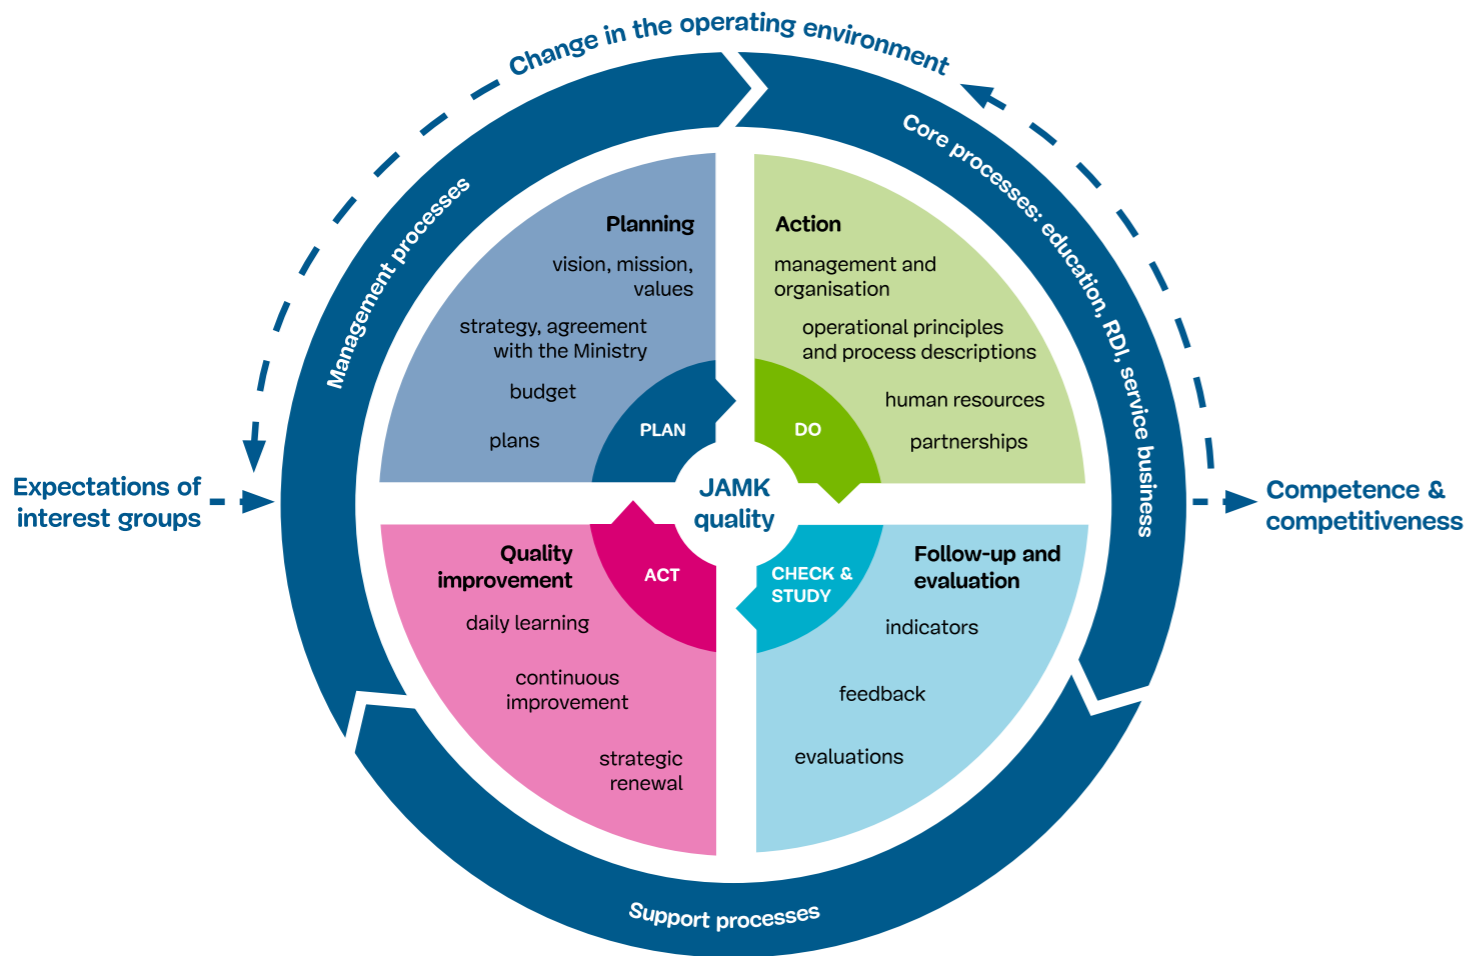 Change in the operating environment
Management processes
Core processes: education, RDI, service business
Planning
vision, mission,
values
strategy, agreement
with the Ministry
budget
plans
PLAN
Action
management and
organisation
operational principles
and process descriptions
human resources
partnerships
DO
Expectations of
interest groups
JAMK
quality
Competence &
competitiveness
Quality
improvement
daily learning
continuous
improvement
strategic
renewal
ACT
CHECK &
STUDY
Follow-up and
evaluation
indicators
feedback
evaluations
Support processes